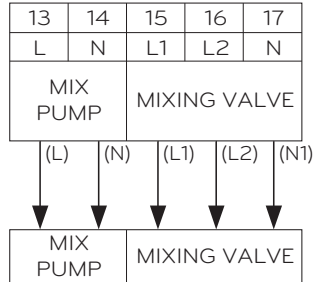 13 14 15 16 17
L N L1 L2 N
MIX PUMP MIXING VALVE
(L) (N) (L1) (L2) (N1)
MIX PUMP MIXING VALVE